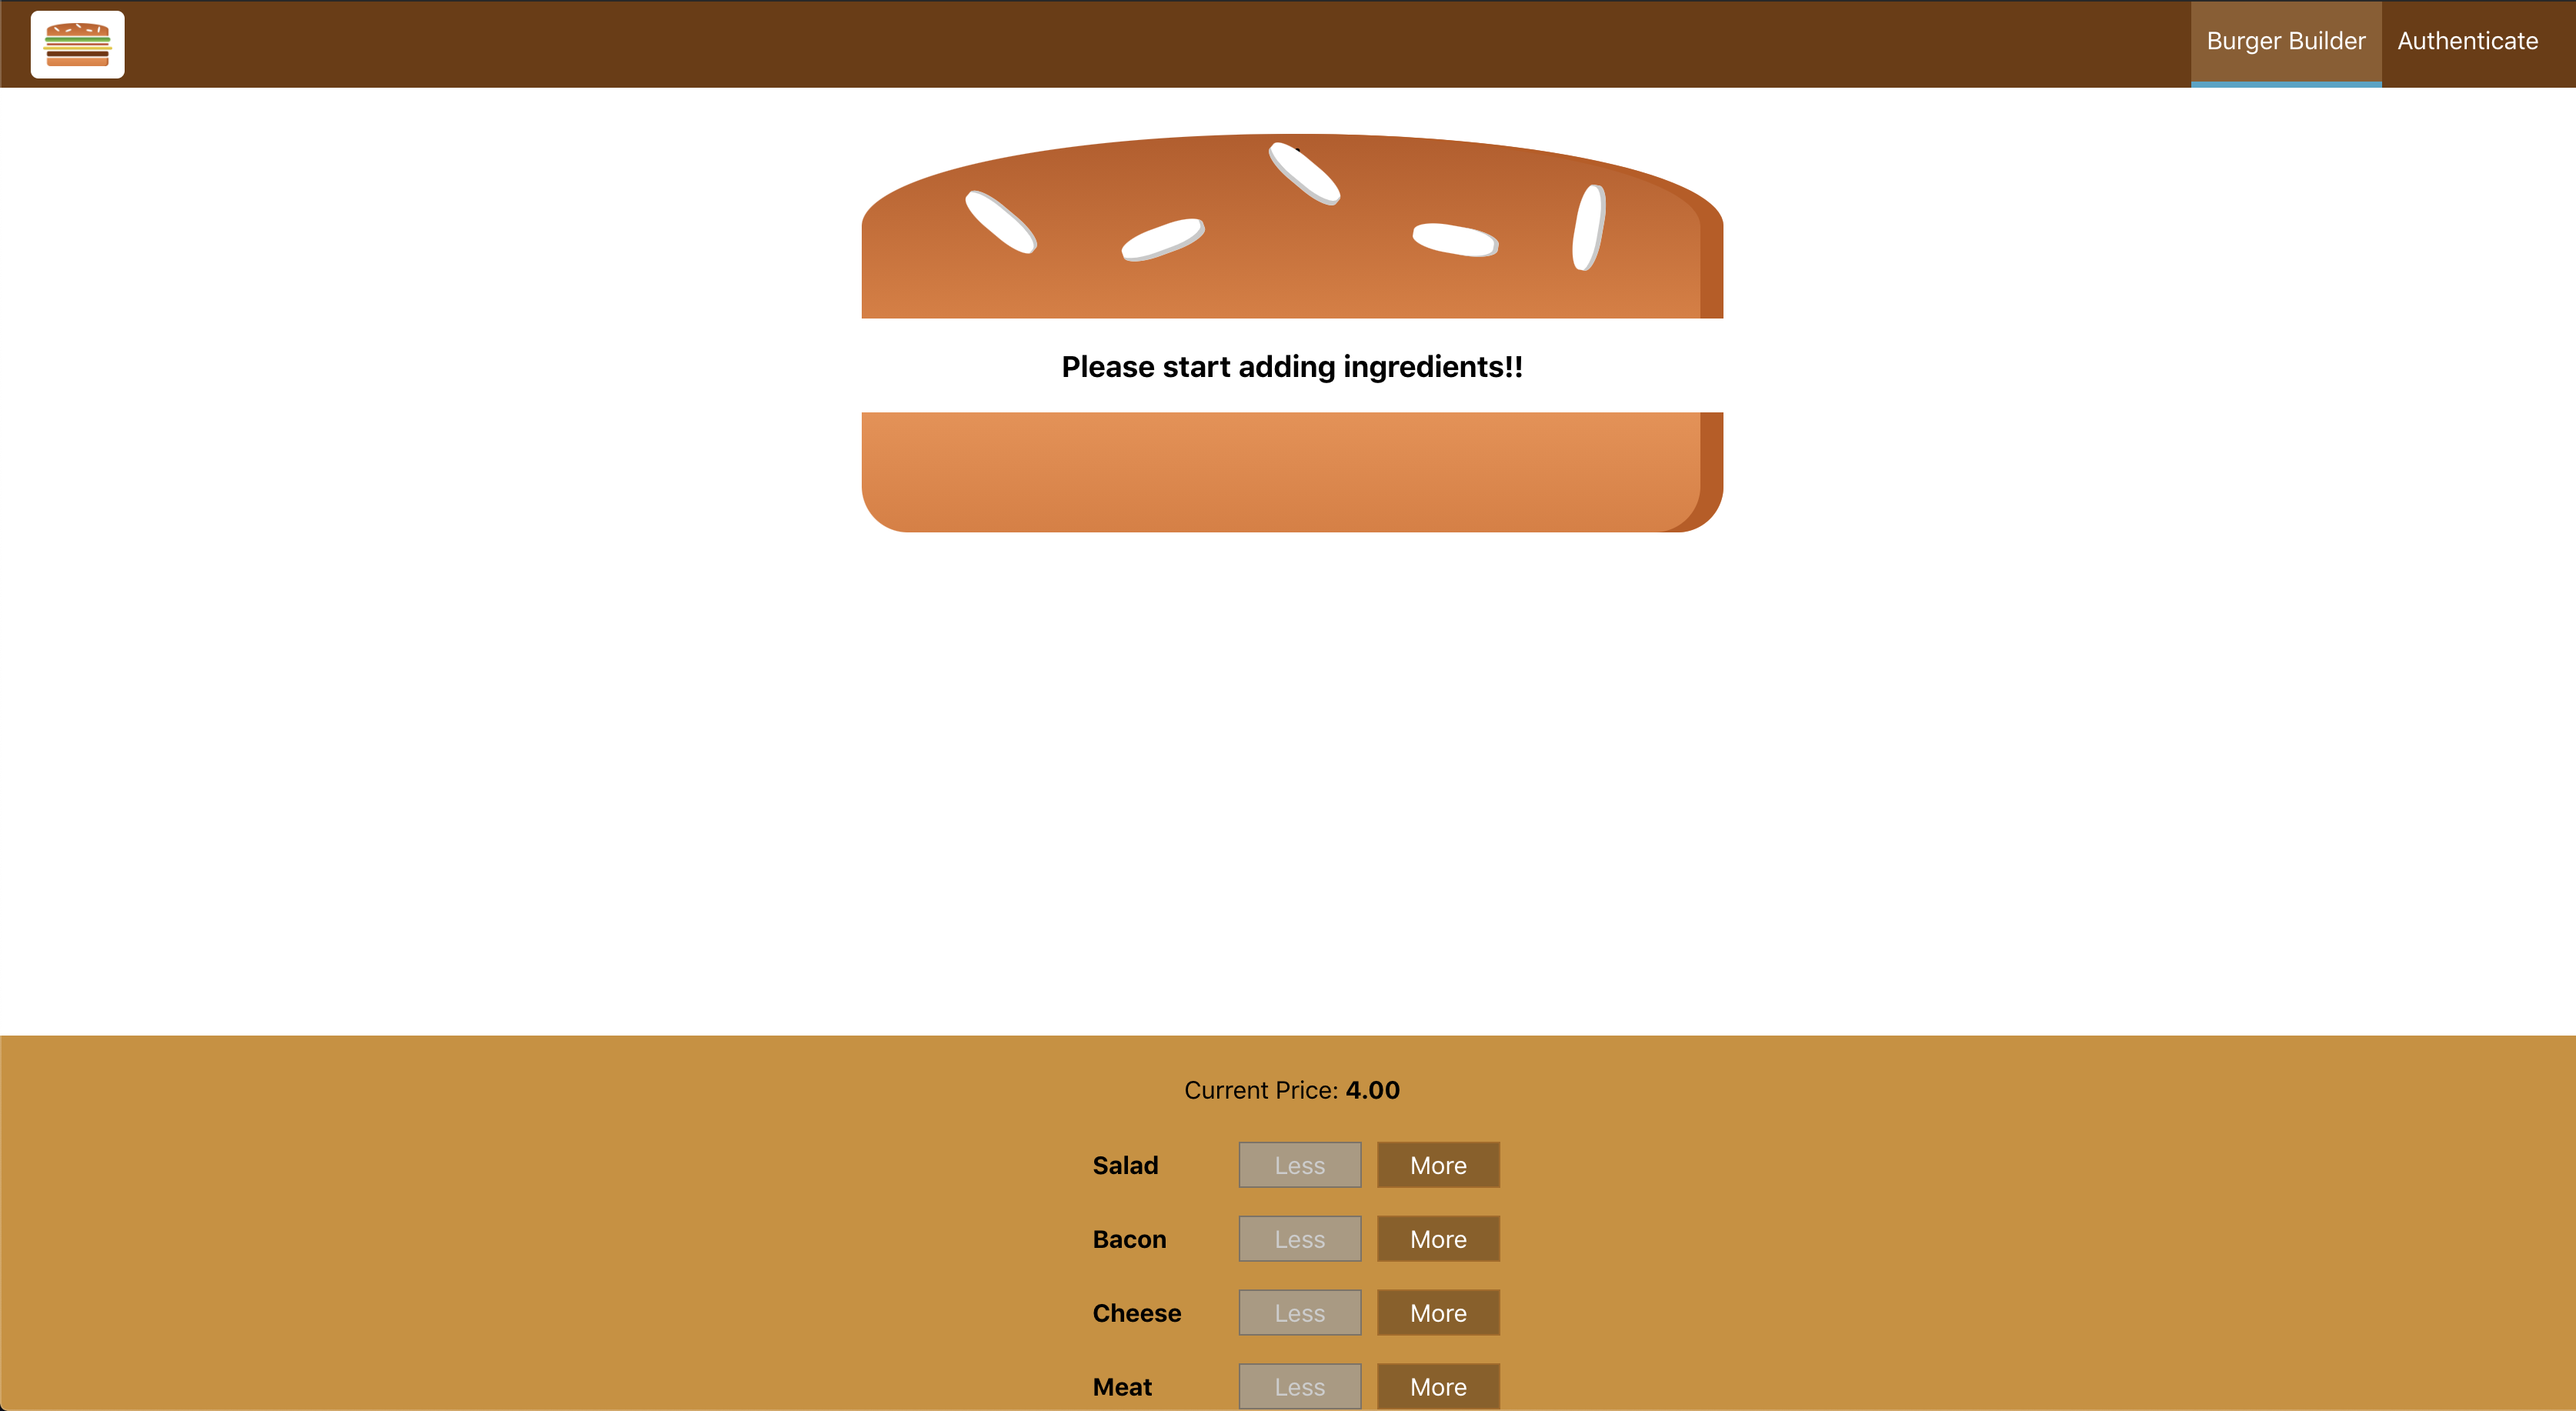 Burger Builder Authenticate
Please start adding ingredients!!
Current Price: 4.00
Salad Less More
Bacon Less More
Cheese Less More
Meat Less More